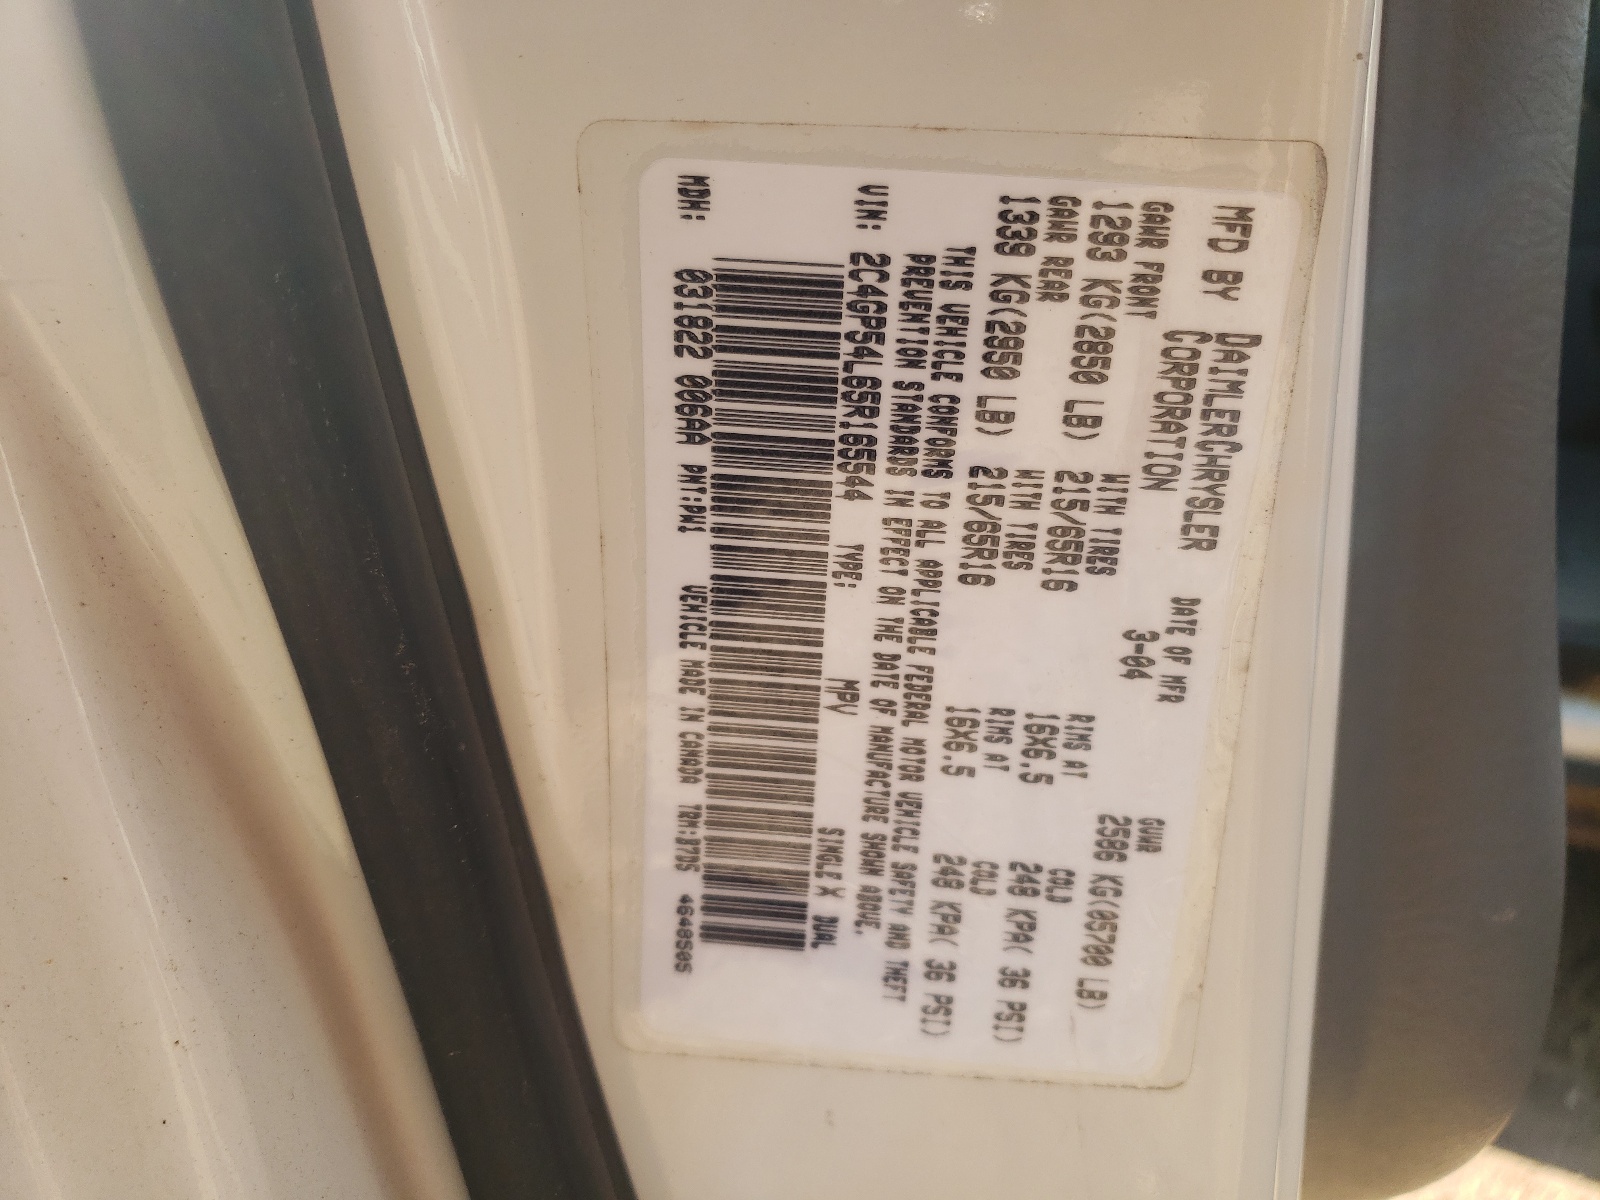 MFD BY DAIMLERCHRYSLER CORPORATION
DATE OF MFR 3-04
GVWR 2586 KG(05700 LB)
GAWR FRONT WITH TIRES RIMS AT COLD
1293 KG(2850 LB) 215/65R16 16X6.5 248 KPA( 36 PSI)
GAWR REAR WITH TIRES RIMS AT COLD
1339 KG(2950 LB) 215/65R16 16X6.5 248 KPA( 36 PSI)
THIS VEHICLE CONFORMS TO ALL APPLICABLE FEDERAL MOTOR VEHICLE SAFETY AND THEFT
PREVENTION STANDARDS IN EFFECT ON THE DATE OF MANUFACTURE SHOWN ABOVE.
VIN: 2C4GP54L65R165544 TYPE: MPV SINGLE X DUAL
MDH: 031822 006AA PNT:PW1 VEHICLE MADE IN CANADA TRM:B7D5 4648505